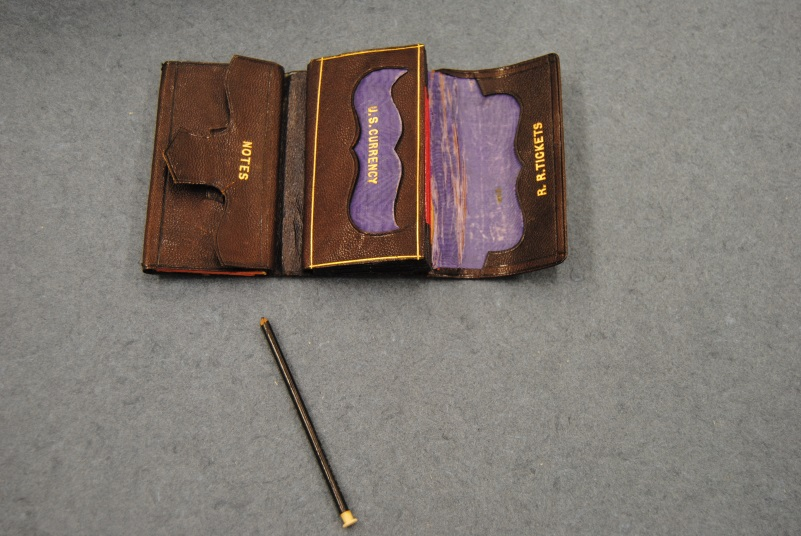 NOTES
U.S. CURRENCY
R. R. TICKETS